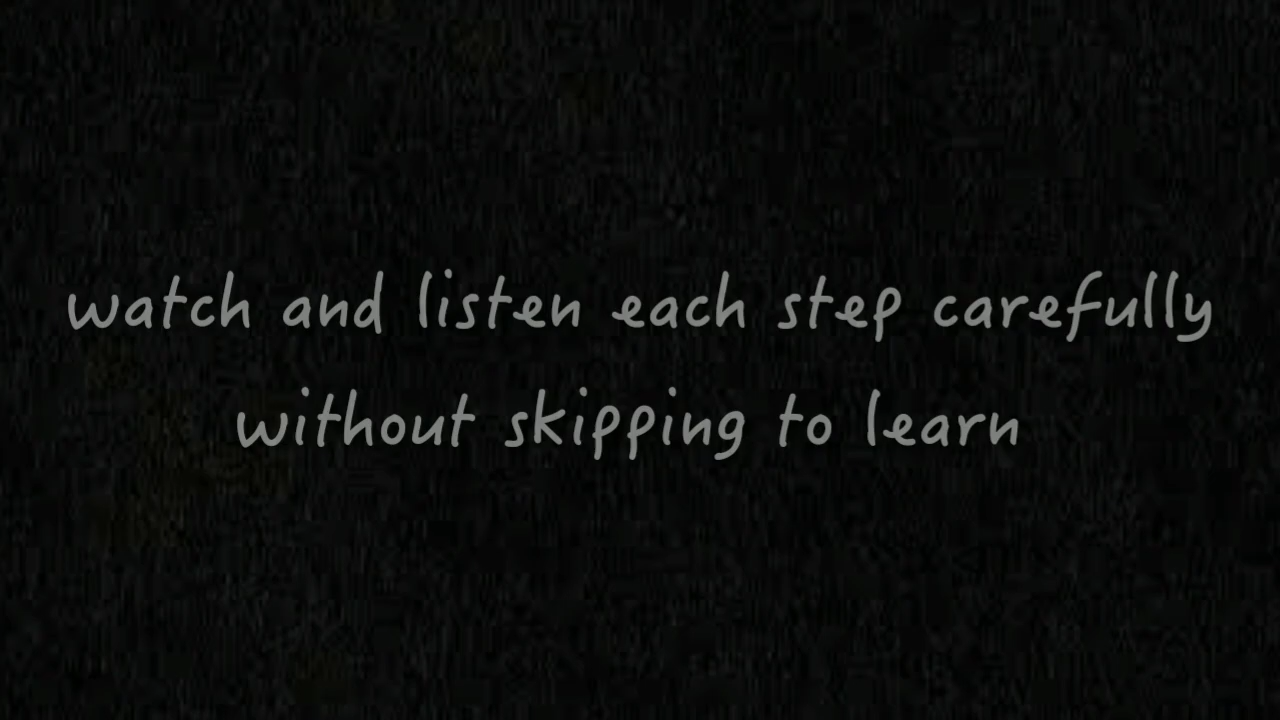 watch and listen each step carefully
without skipping to learn